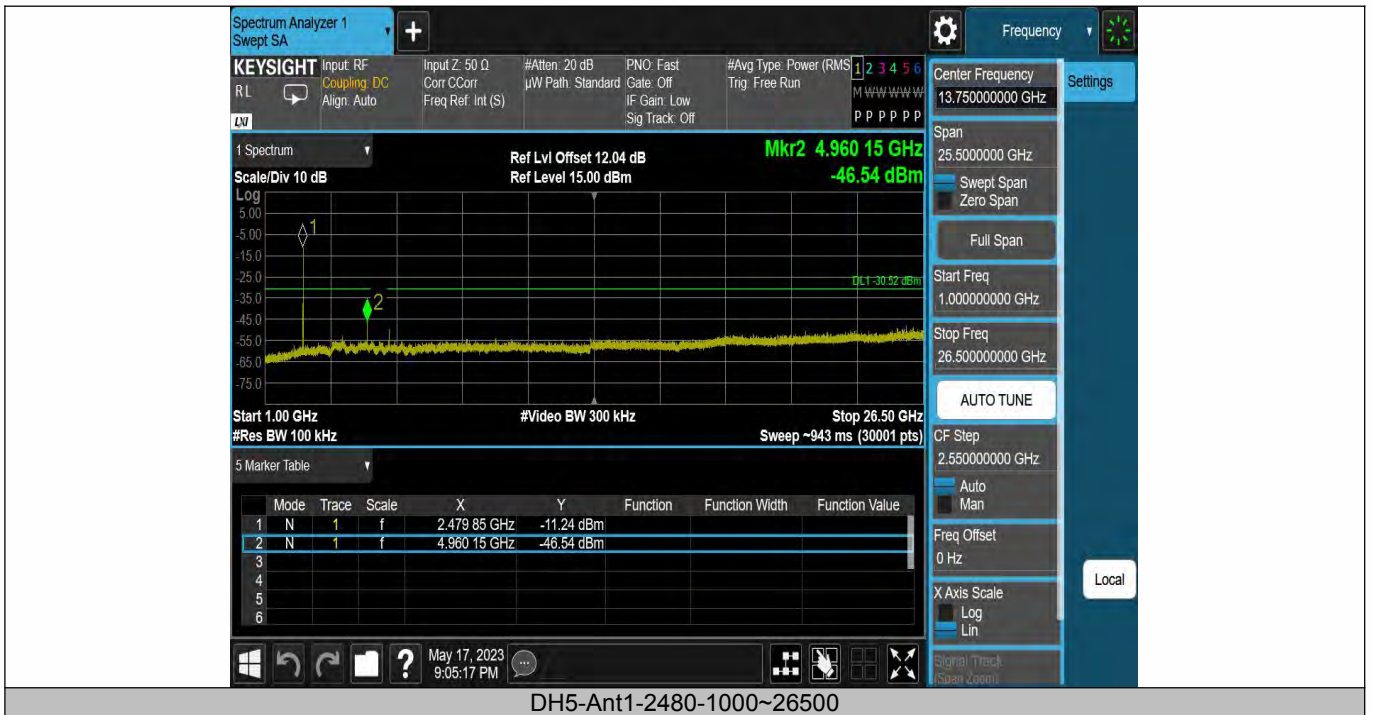 Spectrum Analyzer 1
Swept SA
+
Frequency
KEYSIGHT
RL
LXI
Input: RF
Coupling: DC
Align: Auto
Input Z: 50 Ω
Corr CCorr
Freq Ref: Int (S)
#Atten: 20 dB
µW Path: Standard
PNO: Fast
Gate: Off
IF Gain: Low
Sig Track: Off
#Avg Type: Power (RMS
Trig: Free Run
1 2 3 4 5 6
M W W W W W
P P P P P P
1 Spectrum
Scale/Div 10 dB
Ref Lvl Offset 12.04 dB
Ref Level 15.00 dBm
Mkr2 4.960 15 GHz
-46.54 dBm
Log
5.00
-5.00
-15.0
-25.0
-35.0
-45.0
-55.0
-65.0
-75.0
1
2
DL1 -30.52 dBm
Start 1.00 GHz
#Video BW 300 kHz
Stop 26.50 GHz
#Res BW 100 kHz
Sweep ~943 ms (30001 pts)
5 Marker Table
Mode Trace Scale X Y Function Function Width Function Value
1 N 1 f 2.479 85 GHz -11.24 dBm
2 N 1 f 4.960 15 GHz -46.54 dBm
3
4
5
6
?
May 17, 2023
9:05:17 PM
Center Frequency
13.750000000 GHz
Settings
Span
25.5000000 GHz
Swept Span
Zero Span
Full Span
Start Freq
1.000000000 GHz
Stop Freq
26.500000000 GHz
AUTO TUNE
CF Step
2.550000000 GHz
Auto
Man
Freq Offset
0 Hz
X Axis Scale
Log
Lin
Signal Track
(Span Zoom)
Local
DH5-Ant1-2480-1000~26500